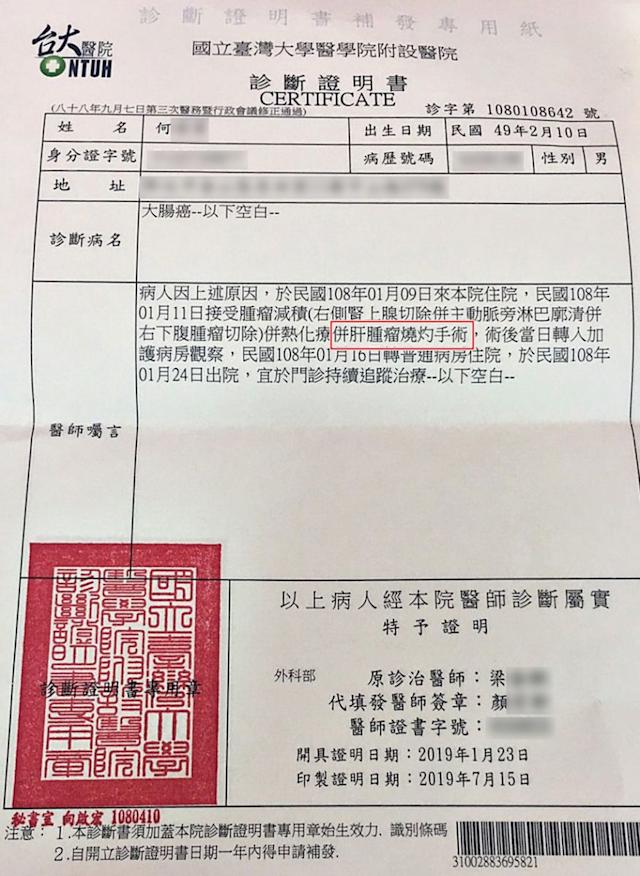 診斷證明書補發專用紙
台大醫院
NTUH
國立臺灣大學醫學院附設醫院
診斷證明書
CERTIFICATE
(八十八年九月七日第三次醫務暨行政會議修正通過)
診字第 1080108642 號
姓名 何 出生日期 民國 49年2月10日
身分證字號 病歷號碼 性別 男
地址
診斷病名
大腸癌--以下空白--
醫師囑言
病人因上述原因，於民國108年01月09日來本院住院，民國108年
01月11日接受腫瘤減積(右側腎上腺切除併主動脈旁淋巴廓清併
右下腹腫瘤切除)併熱化療併肝腫瘤燒灼手術，術後當日轉入加
護病房觀察，民國108年01月16日轉普通病房住院，於民國108年
01月24日出院，宜於門診持續追蹤治療--以下空白--
國立臺灣大學
醫學院附設醫院
診斷證明書專用章
診斷證明書專用章
以上病人經本院醫師診斷屬實
特予證明
外科部 原診治醫師：梁
代填發醫師簽章：顏
醫師證書字號：
開具證明日期：2019年1月23日
印製證明日期：2019年7月15日
秘書室 向啟宏 1080410
注意：1.本診斷書須加蓋本院診斷證明書專用章始生效力. 識別條碼
2.自開立診斷證明書日期一年內得申請補發.
31002883695821